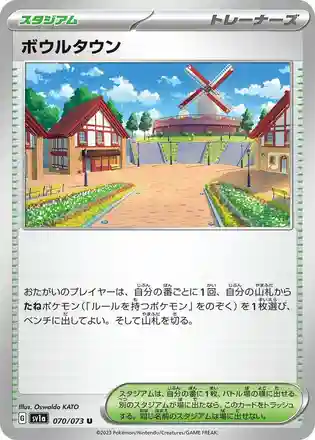 スタジアム
トレーナーズ
ボウルタウン
おたがいのプレイヤーは、自分の番ごとに1回、自分の山札から
たねポケモン（「ルールを持つポケモン」をのぞく）を1枚選び、
ベンチに出してよい。そして山札を切る。
Illus. Oswaldo KATO
G sv1a 070/073 U
スタジアムは、自分の番に1枚だけ、バトル場の横に出せる。
別のスタジアムが場に出たなら、このカードをトラッシュ
する。同じ名前のスタジアムは場に出せない。
©2023 Pokémon/Nintendo/Creatures/GAME FREAK.